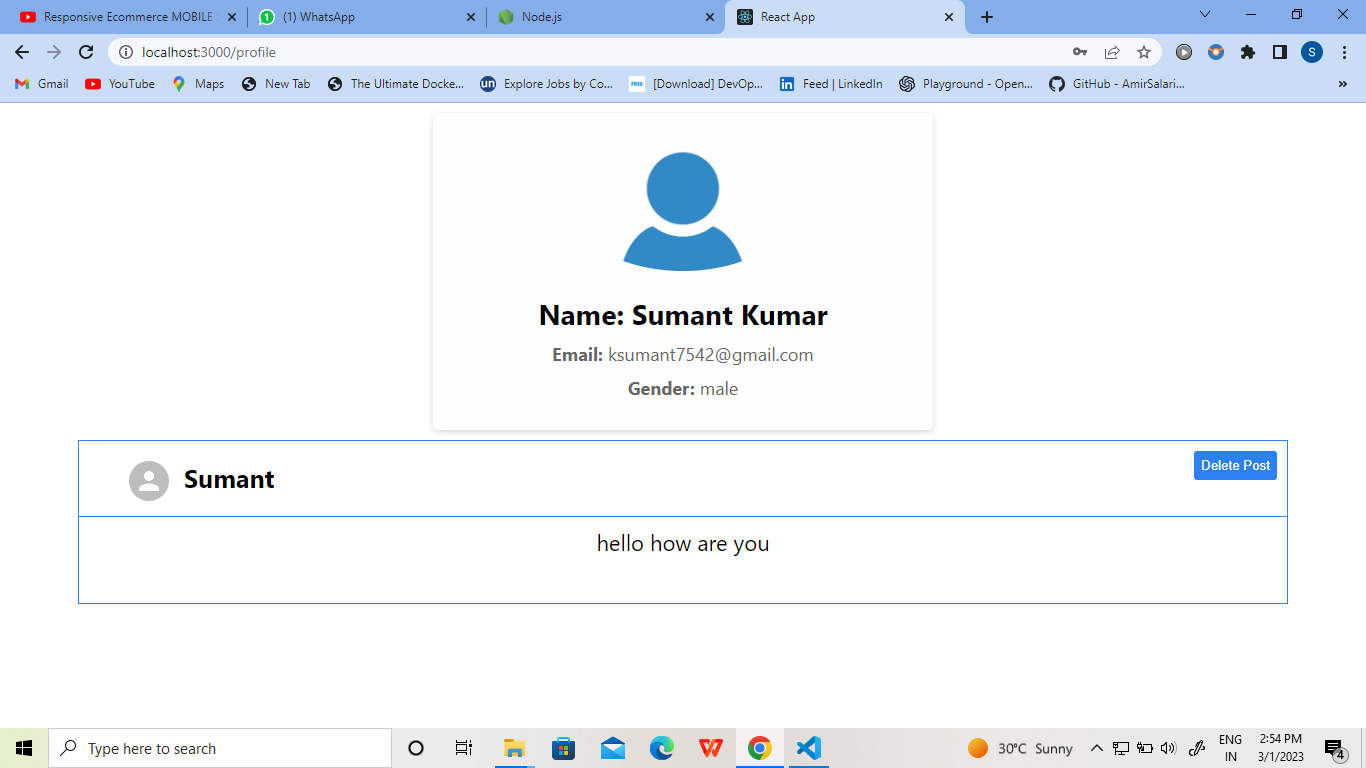 Responsive Ecommerce MOBILE
(1) WhatsApp
Node.js
React App
localhost:3000/profile
S
Gmail
YouTube
Maps
New Tab
The Ultimate Docke...
un
Explore Jobs by Co...
FREE
[Download] DevOp...
in
Feed | LinkedIn
Playground - Open...
GitHub - AmirSalari...
»
Name: Sumant Kumar
Email: ksumant7542@gmail.com
Gender: male
Sumant
Delete Post
hello how are you
Type here to search
30°C Sunny
ENG
IN
2:54 PM
3/1/2023
4